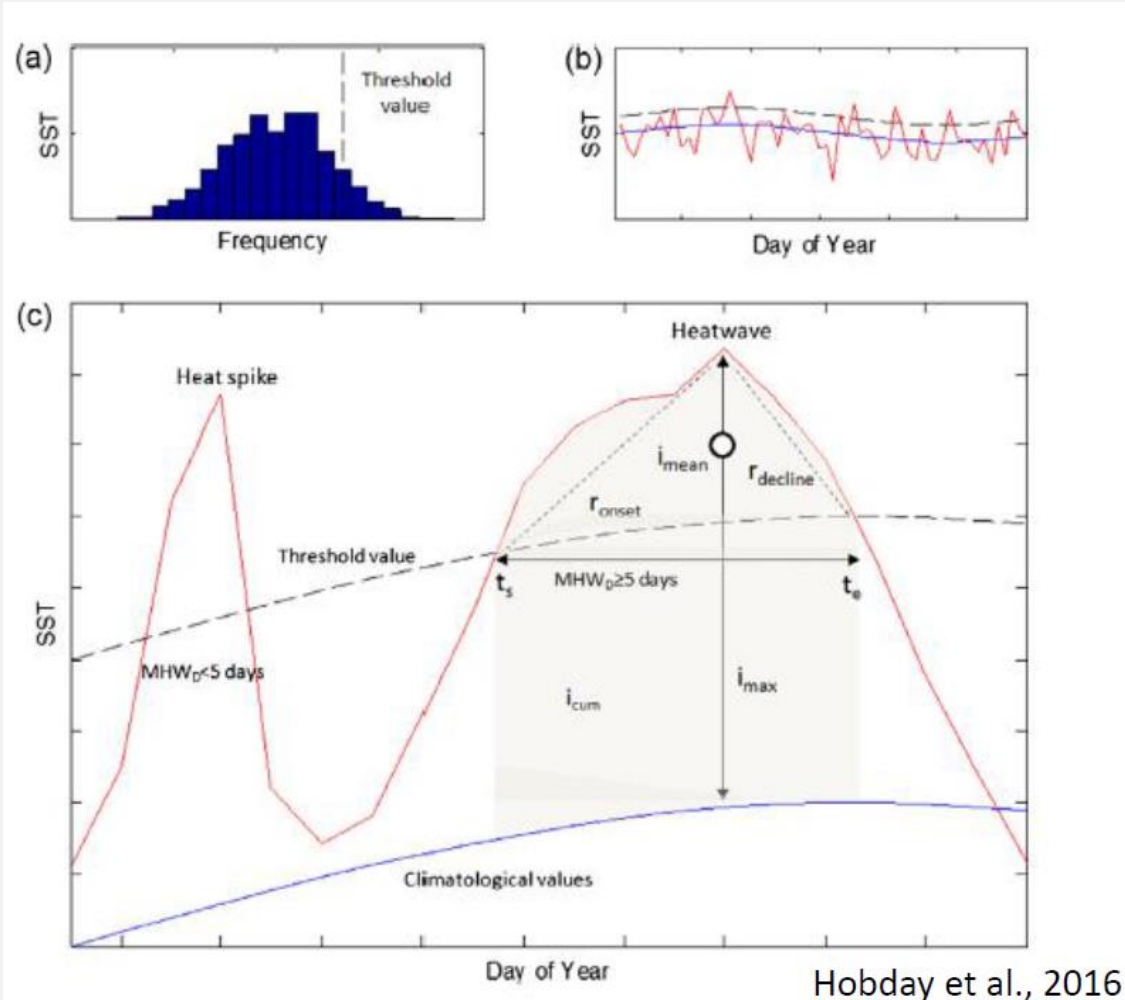 (a)
SST
Threshold
value
Frequency
(b)
SST
Day of Year
(c)
SST
Heat spike
Heatwave
i_mean
r_decline
r_onset
Threshold value
t_s
MHW_D≥5 days
t_e
MHW_D<5 days
i_max
i_cum
Climatological values
Day of Year
Hobday et al., 2016